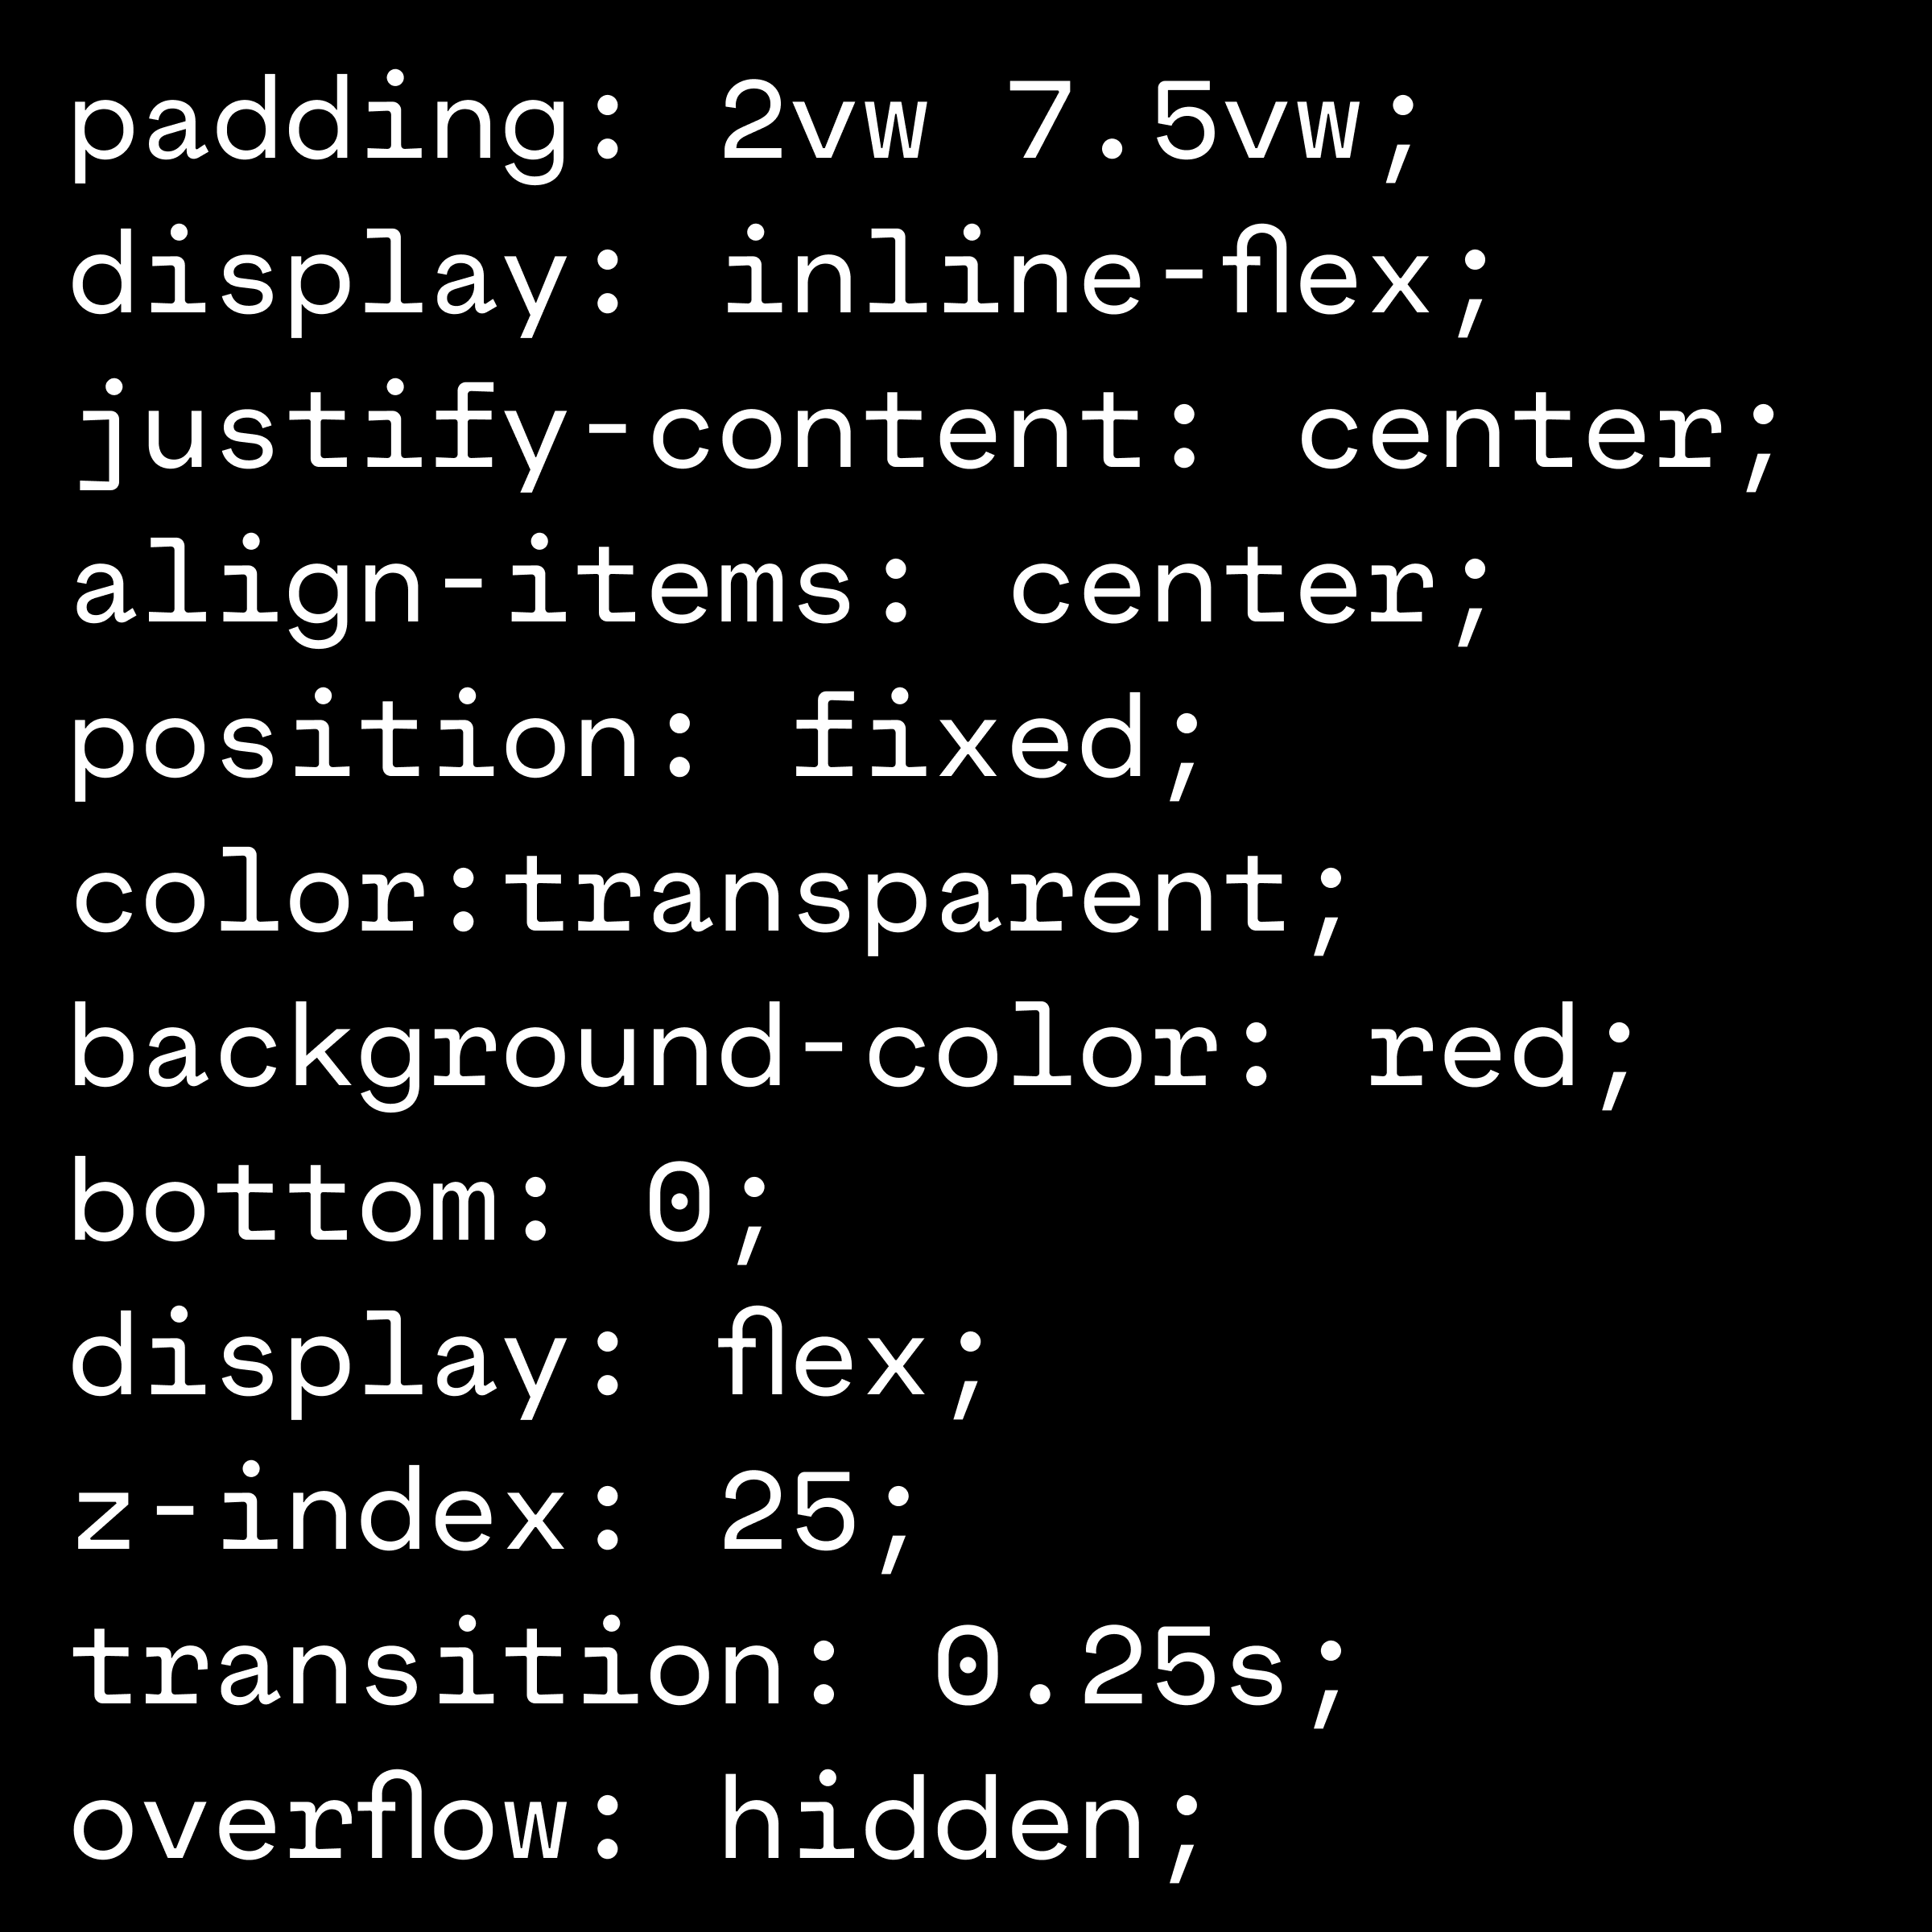 padding: 2vw 7.5vw;
display: inline-flex;
justify-content: center;
align-items: center;
position: fixed;
color:transparent;
background-color: red;
bottom: 0;
display: flex;
z-index: 25;
transition: 0.25s;
overflow: hidden;